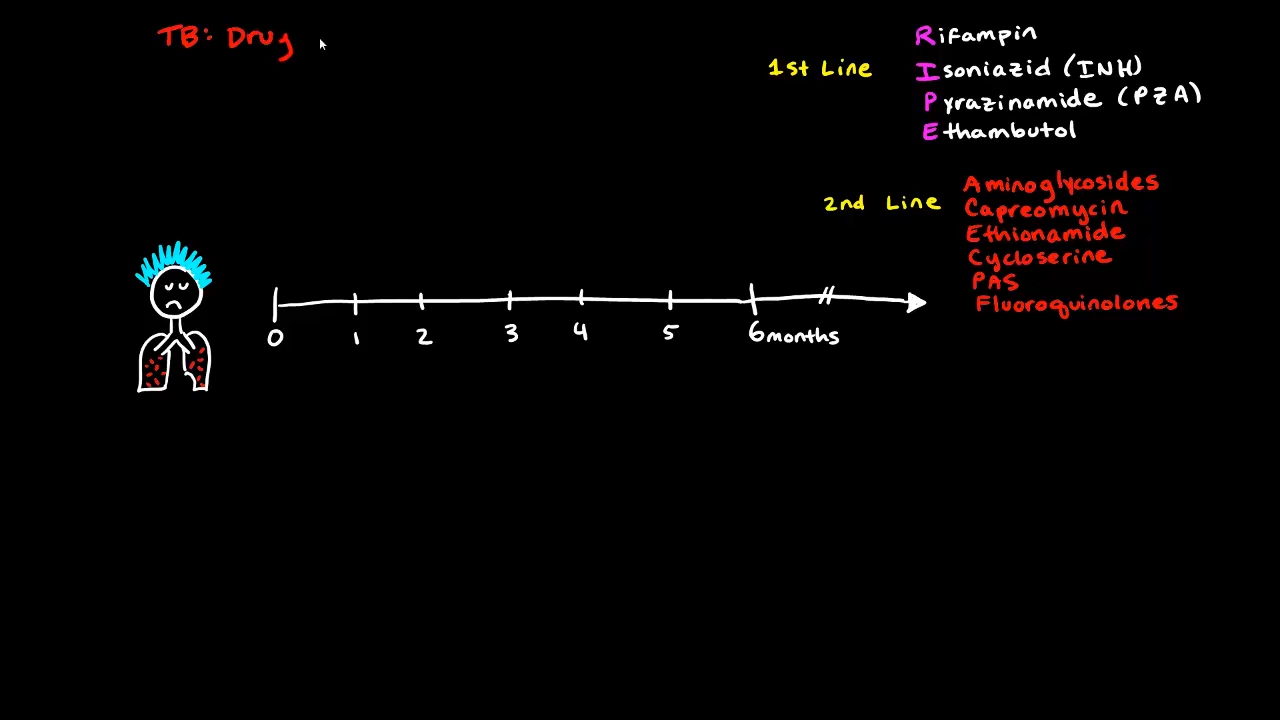 TB: Drug
1st Line
Rifampin
Isoniazid (INH)
Pyrazinamide (PZA)
Ethambutol
2nd Line
Aminoglycosides
Capreomycin
Ethionamide
Cycloserine
PAS
Fluoroquinolones
0 1 2 3 4 5 6months